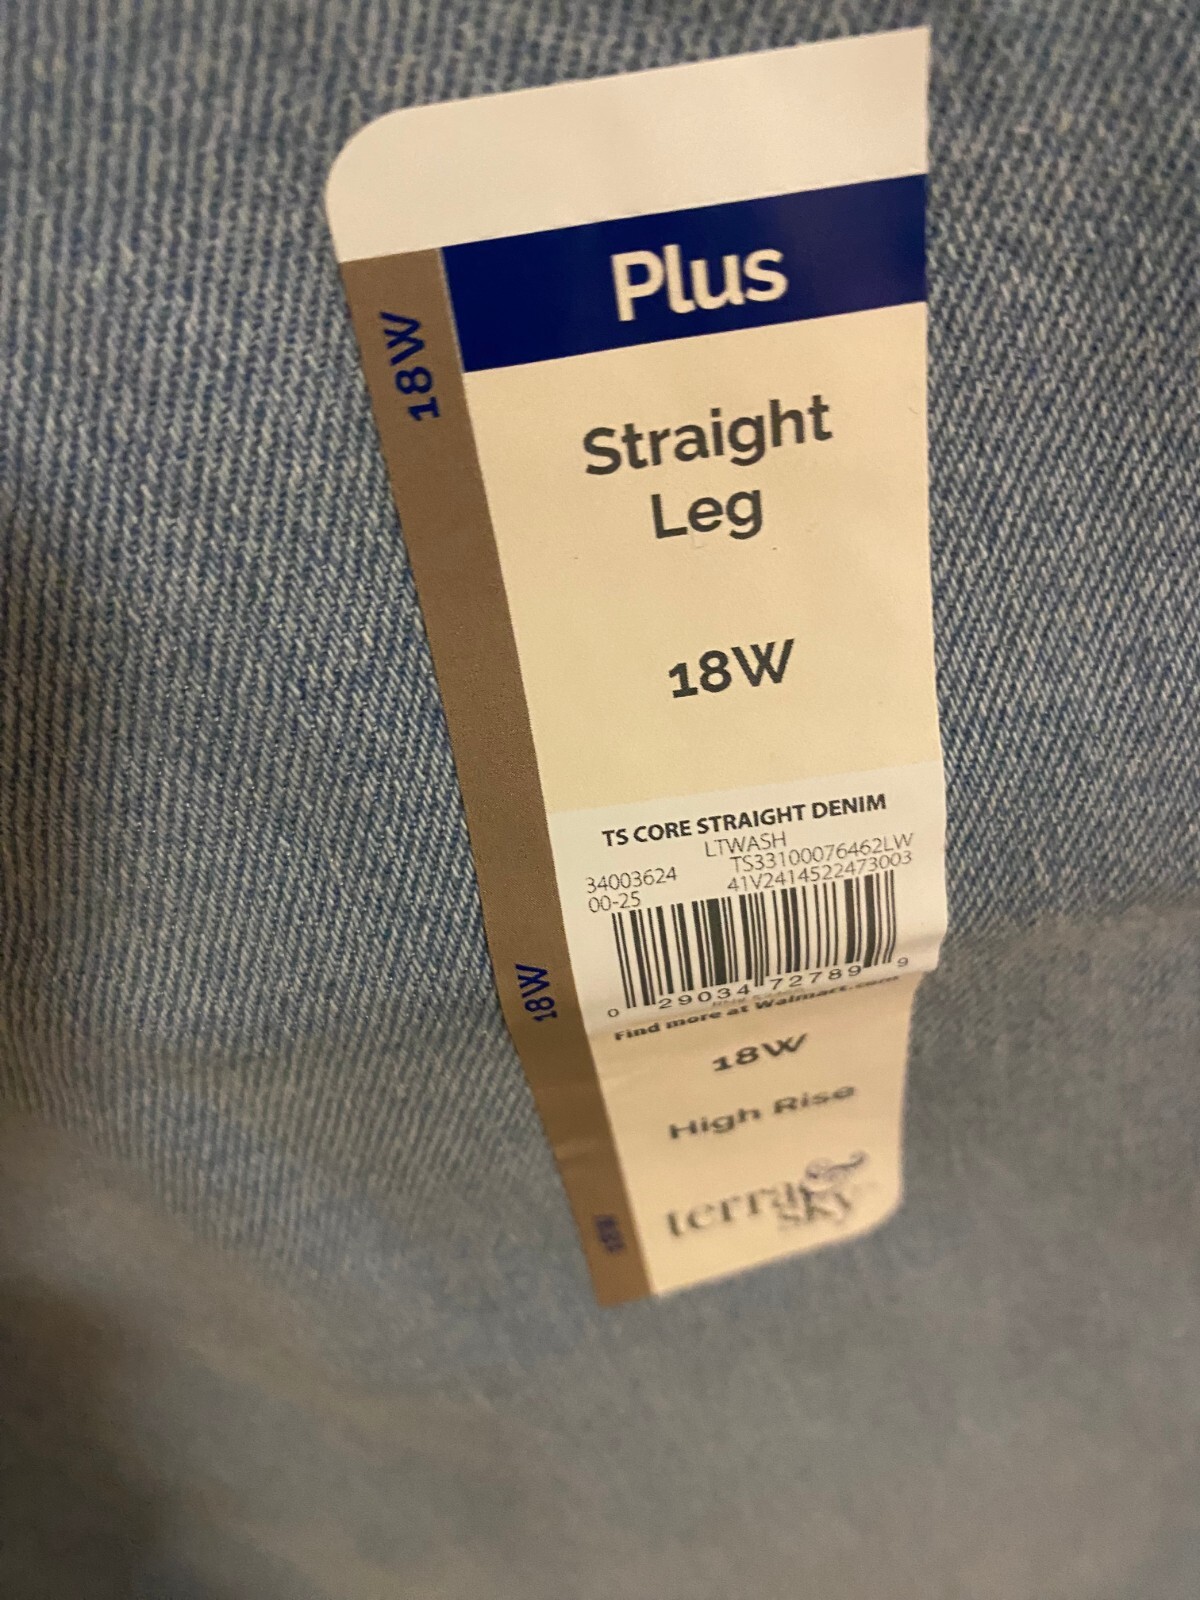 Plus
18W
Straight
Leg
18W
TS CORE STRAIGHT DENIM
LTWASH
34003624 TS33100076462LW
00-25 41V2414522473003
0 29034 72789 9
Find more at Walmart.com
18W
18W
High Rise
terra & sky
18W